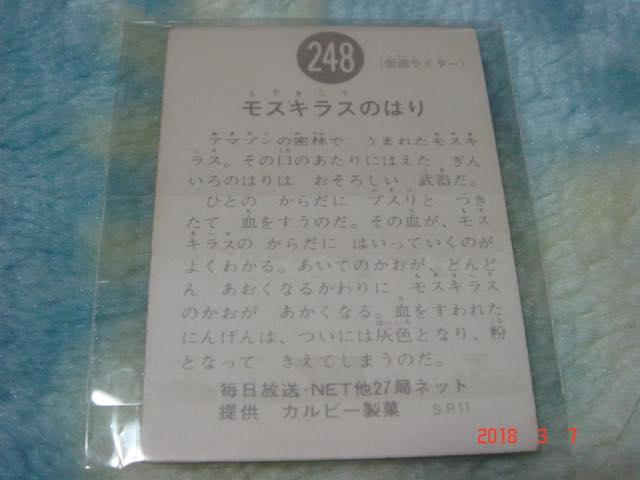 248
(仮面ライダー)
モスキラスのはり
アマゾンの密林で うまれたモスキ
ラス。その口のあたりにはえた ぎん
いろのはりは おそろしい 武器だ。
ひとの からだに ブスリと つき
たて 血をすうのだ。その血が、モス
キラスの からだに はいっていくのが
よくわかる。あいてのかおが、どんど
ん あおくなるかわりに モスキラス
のかおが あかくなる。血をすわれた
にんげんは、ついには灰色となり、粉
となって きえてしまうのだ。
毎日放送・NET他27局ネット
提供 カルビー製菓 SR11
2018 3 7